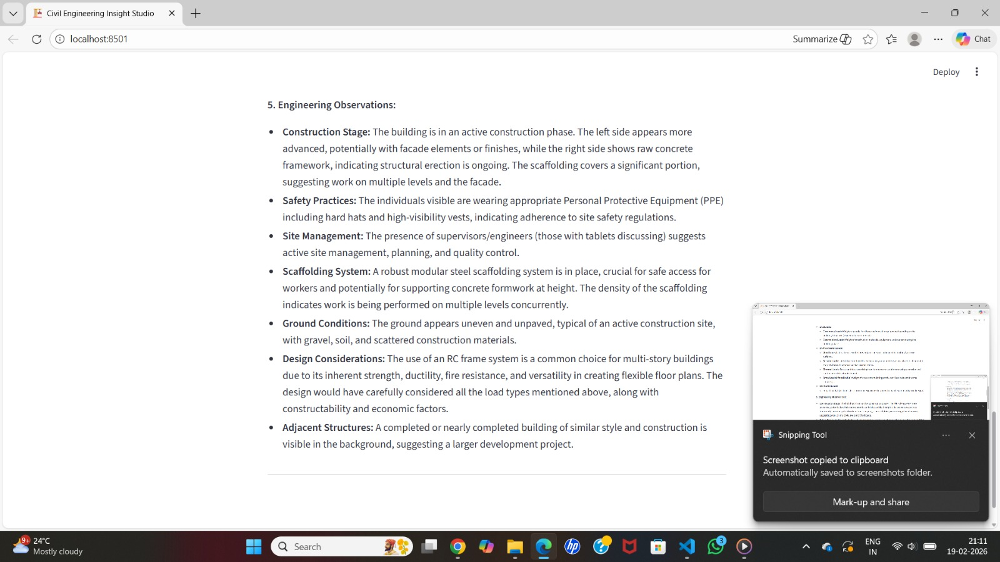 Civil Engineering Insight Studio
localhost:8501
Summarize
Chat
Deploy
5. Engineering Observations:
• Construction Stage: The building is in an active construction phase. The left side appears more
advanced, potentially with facade elements or finishes, while the right side shows raw concrete
framework, indicating structural erection is ongoing. The scaffolding covers a significant portion,
suggesting work on multiple levels and the facade.
• Safety Practices: The individuals visible are wearing appropriate Personal Protective Equipment (PPE)
including hard hats and high-visibility vests, indicating adherence to site safety regulations.
• Site Management: The presence of supervisors/engineers (those with tablets discussing) suggests
active site management, planning, and quality control.
• Scaffolding System: A robust modular steel scaffolding system is in place, crucial for safe access for
workers and potentially for supporting concrete formwork at height. The density of the scaffolding
indicates work is being performed on multiple levels concurrently.
• Ground Conditions: The ground appears uneven and unpaved, typical of an active construction site,
with gravel, soil, and scattered construction materials.
• Design Considerations: The use of an RC frame system is a common choice for multi-story buildings
due to its inherent strength, ductility, fire resistance, and versatility in creating flexible floor plans. The
design would have carefully considered all the load types mentioned above, along with
constructability and economic factors.
• Adjacent Structures: A completed or nearly completed building of similar style and construction is
visible in the background, suggesting a larger development project.
Snipping Tool
Screenshot copied to clipboard
Automatically saved to screenshots folder.
Mark-up and share
9+
24°C
Mostly cloudy
Search
hp
3
ENG
IN
21:11
19-02-2026